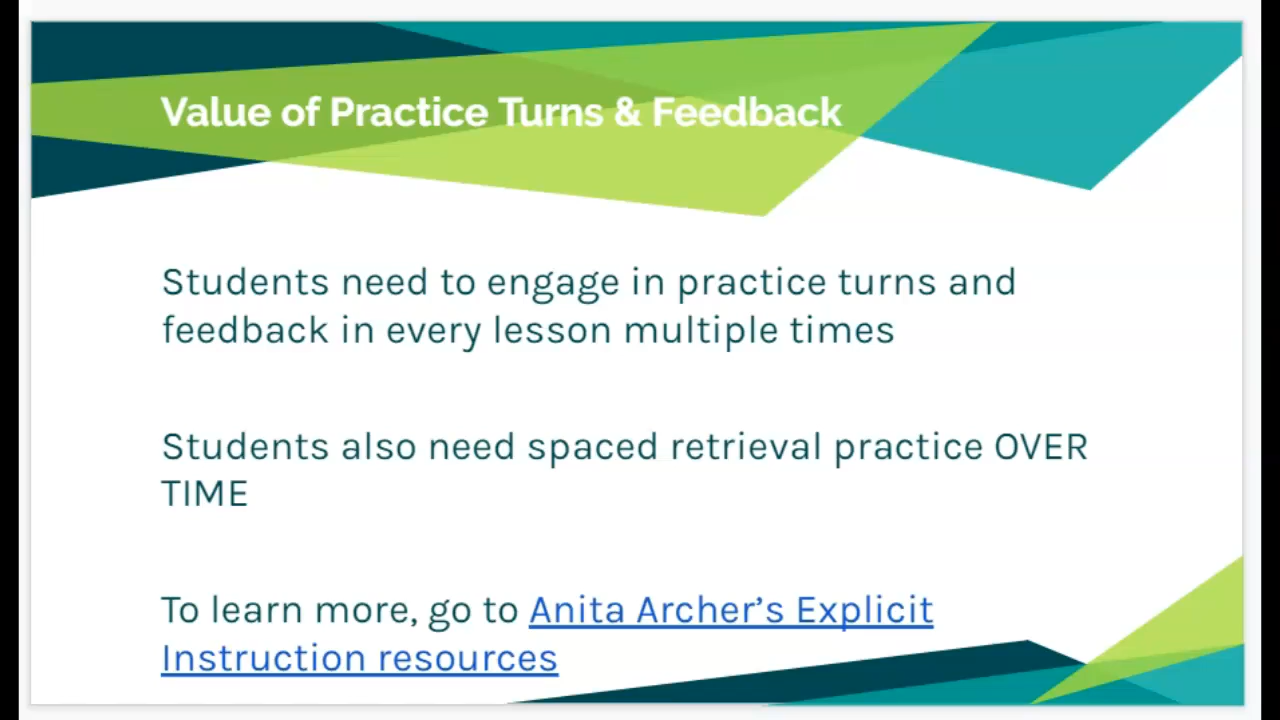 Value of Practice Turns & Feedback
Students need to engage in practice turns and
feedback in every lesson multiple times
Students also need spaced retrieval practice OVER
TIME
To learn more, go to Anita Archer’s Explicit
Instruction resources